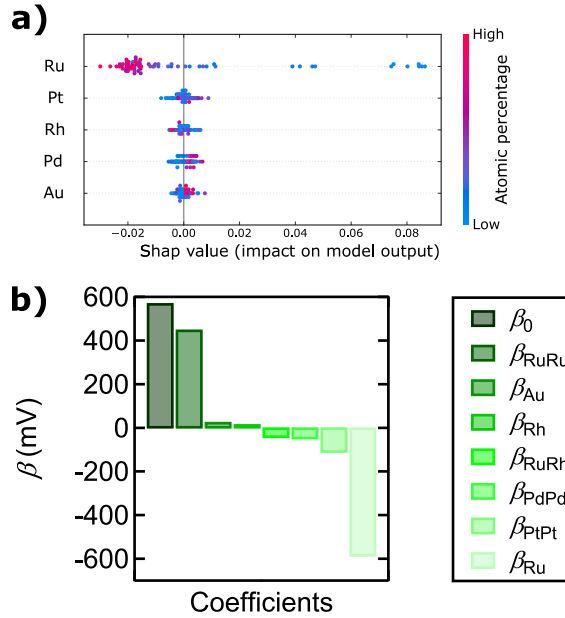 a)
Ru
Pt
Rh
Pd
Au
−0.02 0.00 0.02 0.04 0.06 0.08
Shap value (impact on model output)
High
Atomic percentage
Low
b)
600
400
200
0
-200
-400
-600
β (mV)
Coefficients
β0
βRuRu
βAu
βRh
βRuRh
βPdPd
βPtPt
βRu